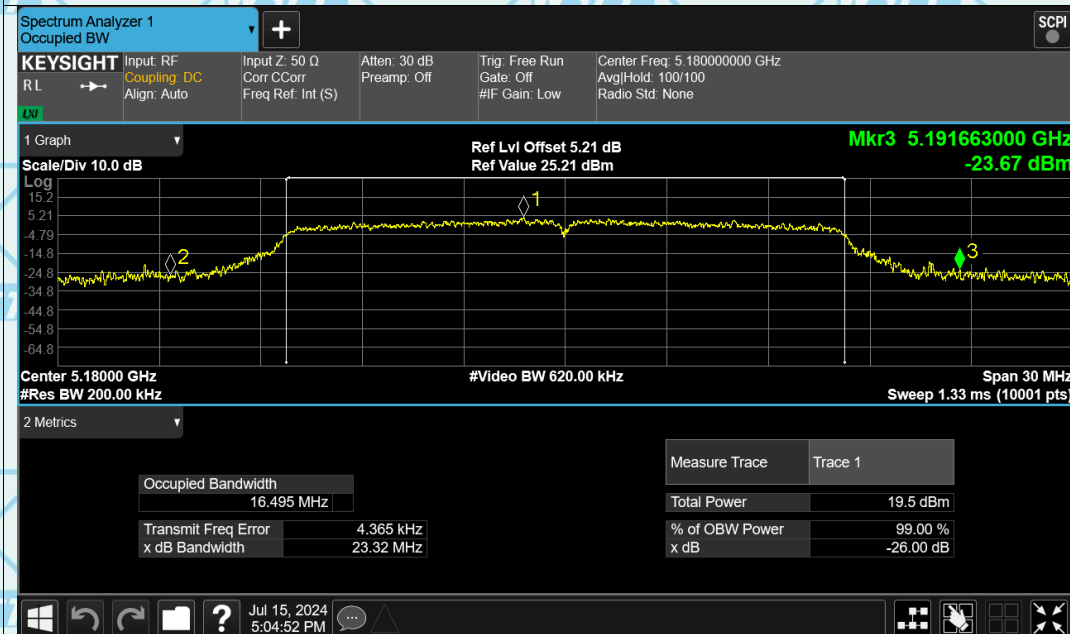 Spectrum Analyzer 1
Occupied BW
+
SCPI
KEYSIGHT
R L
LXI
Input: RF
Coupling: DC
Align: Auto
Input Z: 50 Ω
Corr CCorr
Freq Ref: Int (S)
Atten: 30 dB
Preamp: Off
Trig: Free Run
Gate: Off
#IF Gain: Low
Center Freq: 5.180000000 GHz
Avg|Hold: 100/100
Radio Std: None
1 Graph
Scale/Div 10.0 dB
Ref Lvl Offset 5.21 dB
Ref Value 25.21 dBm
Mkr3 5.191663000 GHz
-23.67 dBm
Log
15.2
5.21
-4.79
-14.8
-24.8
-34.8
-44.8
-54.8
-64.8
1
2
3
Center 5.18000 GHz
#Video BW 620.00 kHz
Span 30 MHz
#Res BW 200.00 kHz
Sweep 1.33 ms (10001 pts)
2 Metrics
Occupied Bandwidth
16.495 MHz
Transmit Freq Error 4.365 kHz
x dB Bandwidth 23.32 MHz
Measure Trace Trace 1
Total Power 19.5 dBm
% of OBW Power 99.00 %
x dB -26.00 dB
?
Jul 15, 2024
5:04:52 PM